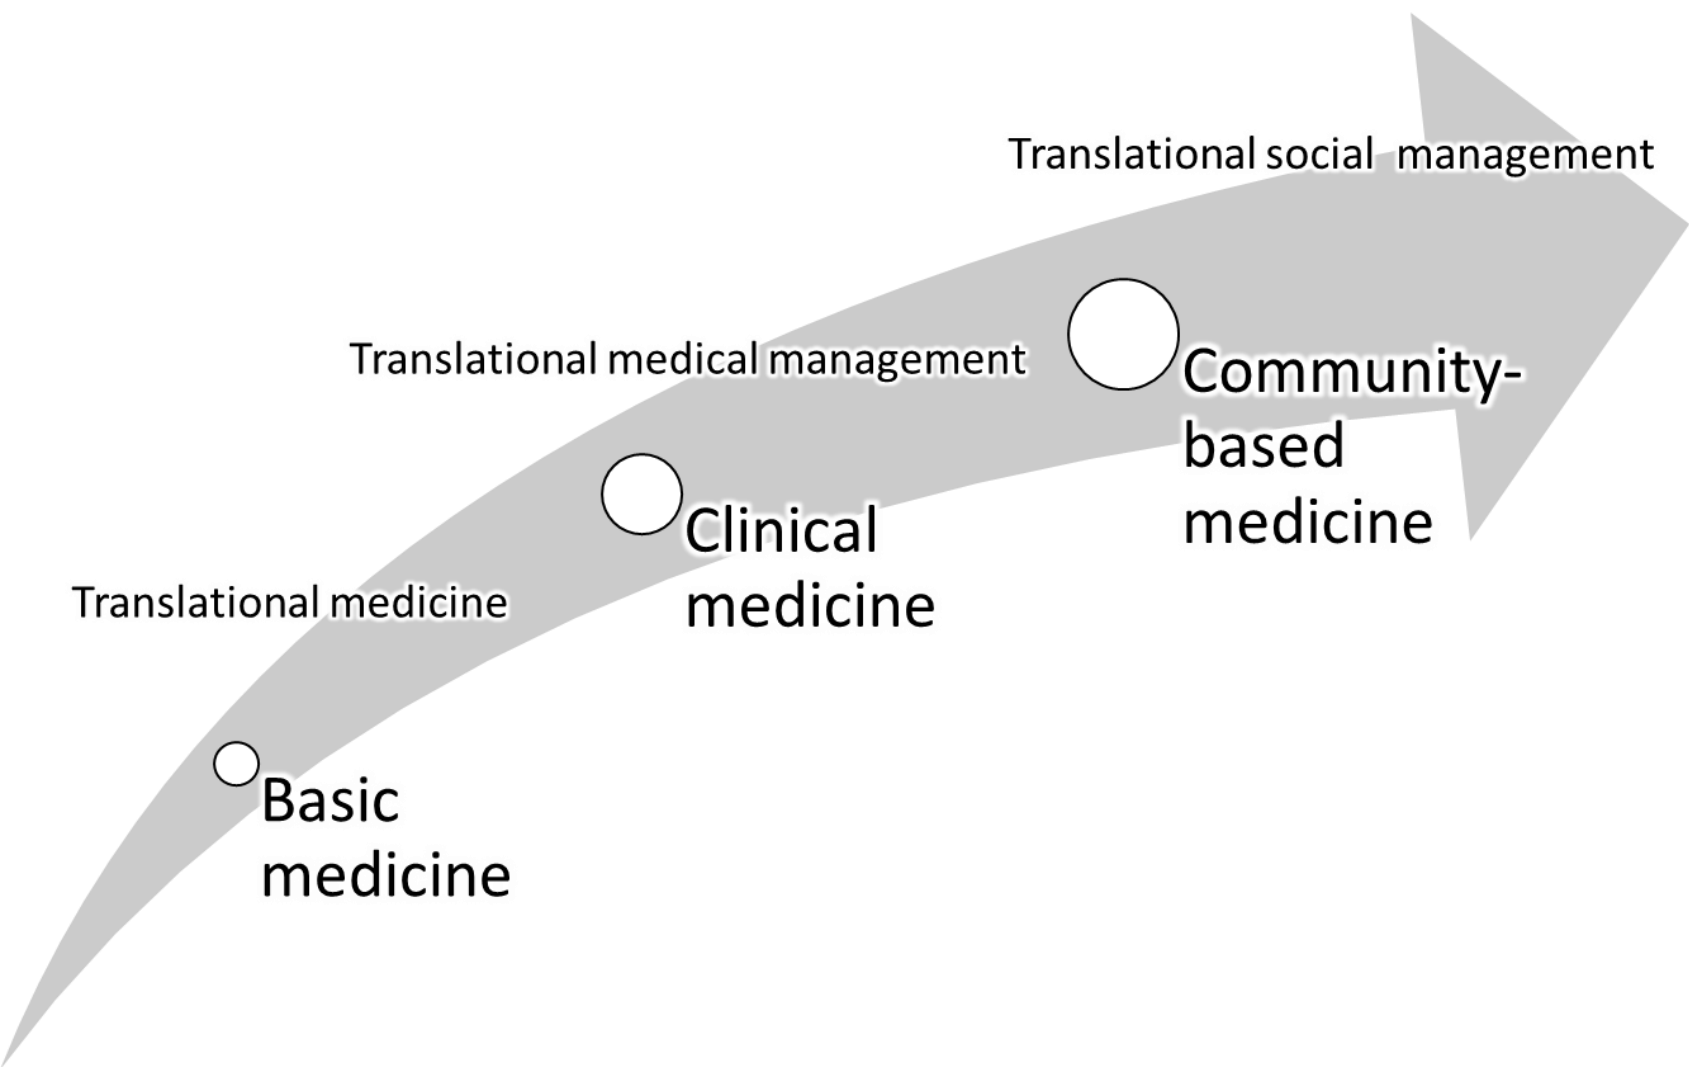 Translational social management
Translational medical management
Community-
based
medicine
Clinical
medicine
Translational medicine
Basic
medicine